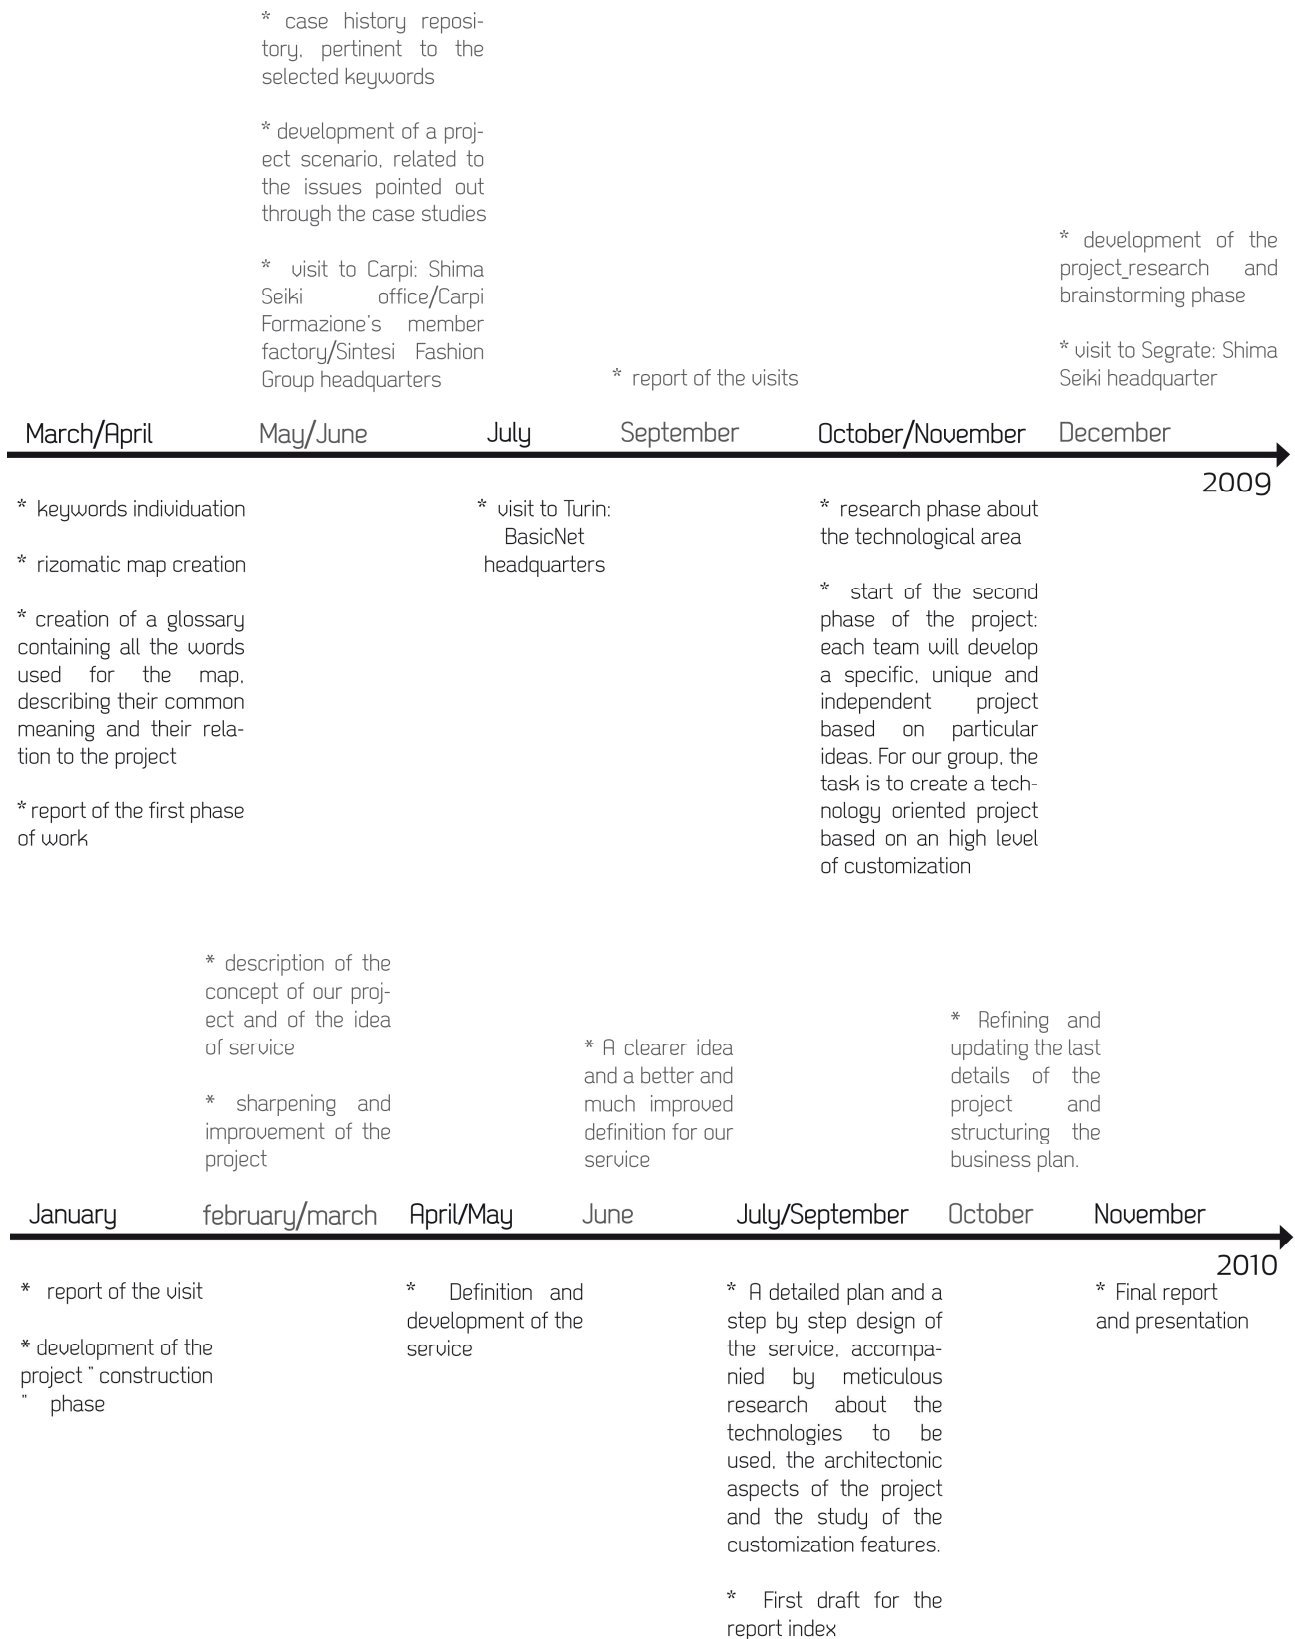 * case history reposi-
tory, pertinent to the
selected keywords
* development of a proj-
ect scenario, related to
the issues pointed out
through the case studies
* visit to Carpi: Shima
Seiki office/Carpi
Formazione's member
factory/Sintesi Fashion
Group headquarters
* report of the visits
* development of the
project_research and
brainstorming phase
* visit to Segrate: Shima
Seiki headquarter
March/April May/June July September October/November December
2009
* keywords individuation
* rizomatic map creation
* creation of a glossary
containing all the words
used for the map,
describing their common
meaning and their rela-
tion to the project
* report of the first phase
of work
* visit to Turin:
BasicNet
headquarters
* research phase about
the technological area
* start of the second
phase of the project:
each team will develop
a specific, unique and
independent project
based on particular
ideas. For our group, the
task is to create a tech-
nology oriented project
based on an high level
of customization
* description of the
concept of our proj-
ect and of the idea
of service
* sharpening and
improvement of the
project
* A clearer idea
and a better and
much improved
definition for our
service
* Refining and
updating the last
details of the
project and
structuring the
business plan.
January february/march April/May June July/September October November
2010
* report of the visit
* development of the
project " construction
" phase
* Definition and
development of the
service
* A detailed plan and a
step by step design of
the service, accompa-
nied by meticulous
research about the
technologies to be
used, the architectonic
aspects of the project
and the study of the
customization features.
* First draft for the
report index
* Final report
and presentation